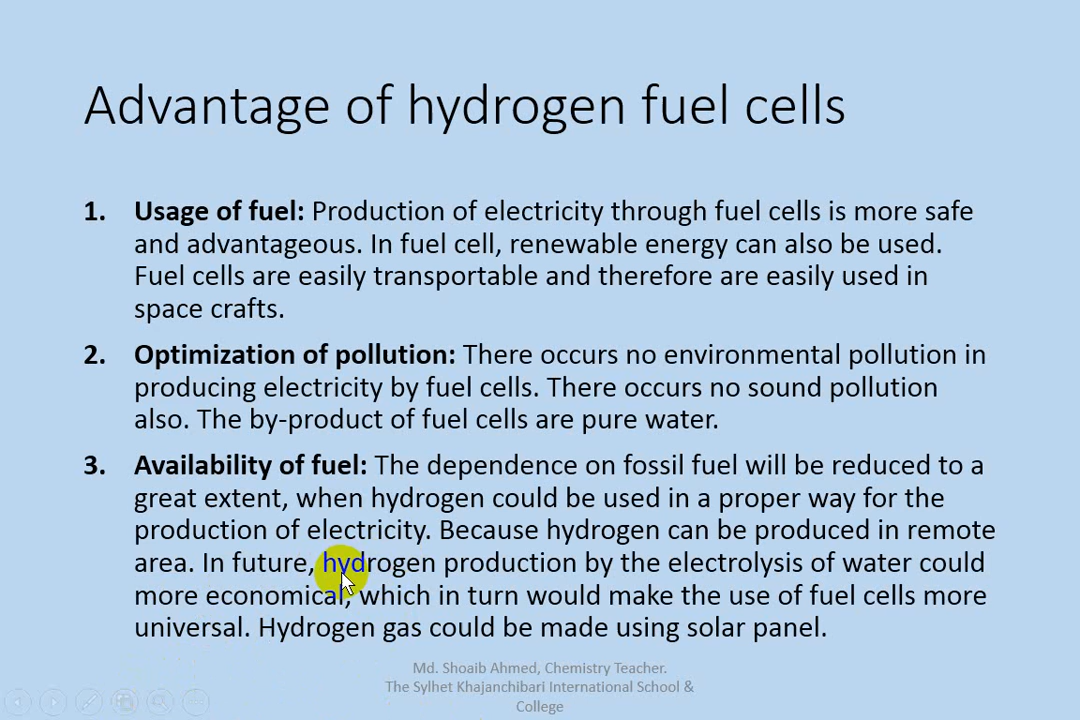 Advantage of hydrogen fuel cells
1. Usage of fuel: Production of electricity through fuel cells is more safe
and advantageous. In fuel cell, renewable energy can also be used.
Fuel cells are easily transportable and therefore are easily used in
space crafts.
2. Optimization of pollution: There occurs no environmental pollution in
producing electricity by fuel cells. There occurs no sound pollution
also. The by-product of fuel cells are pure water.
3. Availability of fuel: The dependence on fossil fuel will be reduced to a
great extent, when hydrogen could be used in a proper way for the
production of electricity. Because hydrogen can be produced in remote
area. In future, hydrogen production by the electrolysis of water could
more economical, which in turn would make the use of fuel cells more
universal. Hydrogen gas could be made using solar panel.
Md. Shoaib Ahmed, Chemistry Teacher.
The Sylhet Khajanchibari International School &
College